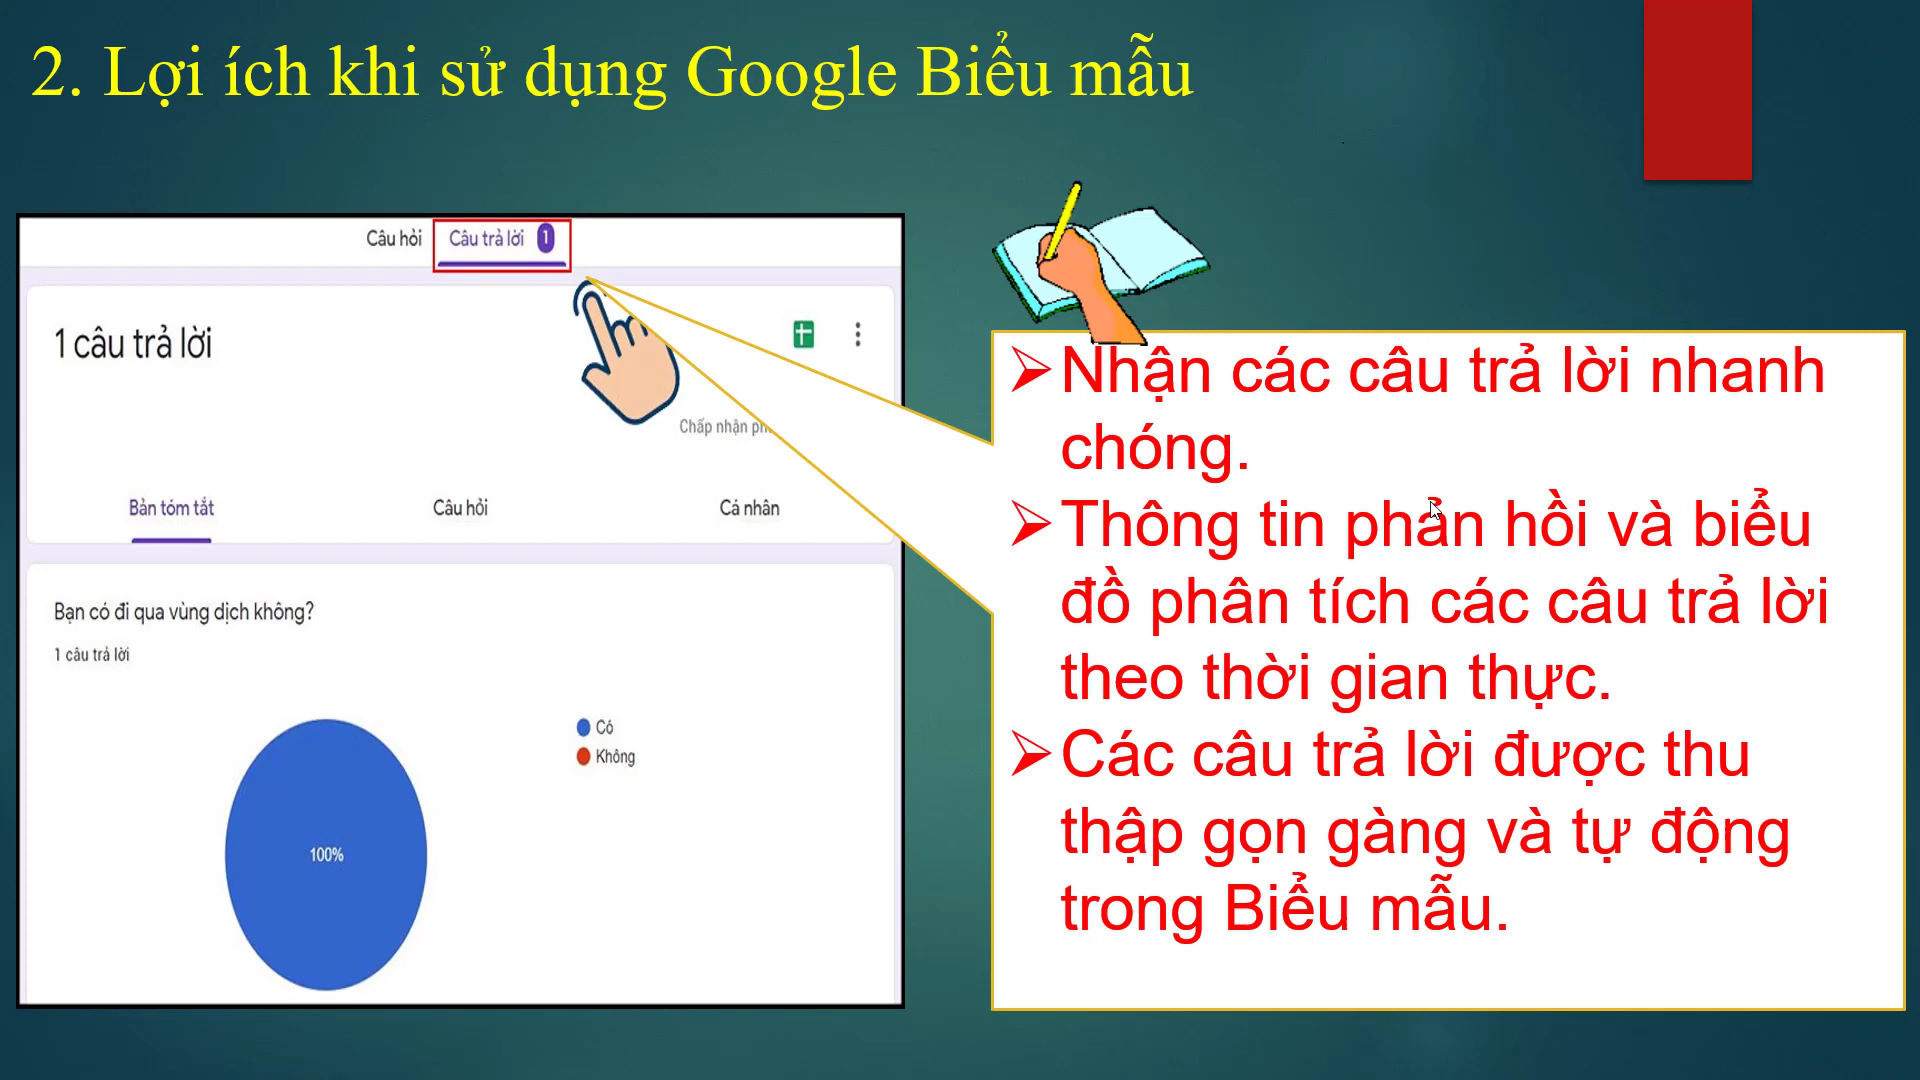 2. Lợi ích khi sử dụng Google Biểu mẫu
Câu hỏi
Câu trả lời 1
1 câu trả lời
Chấp nhận
Bản tóm tắt
Câu hỏi
Cá nhân
Bạn có đi qua vùng dịch không?
1 câu trả lời
Có
Không
100%
Nhận các câu trả lời nhanh
chóng.
Thông tin phản hồi và biểu
đồ phân tích các câu trả lời
theo thời gian thực.
Các câu trả lời được thu
thập gọn gàng và tự động
trong Biểu mẫu.